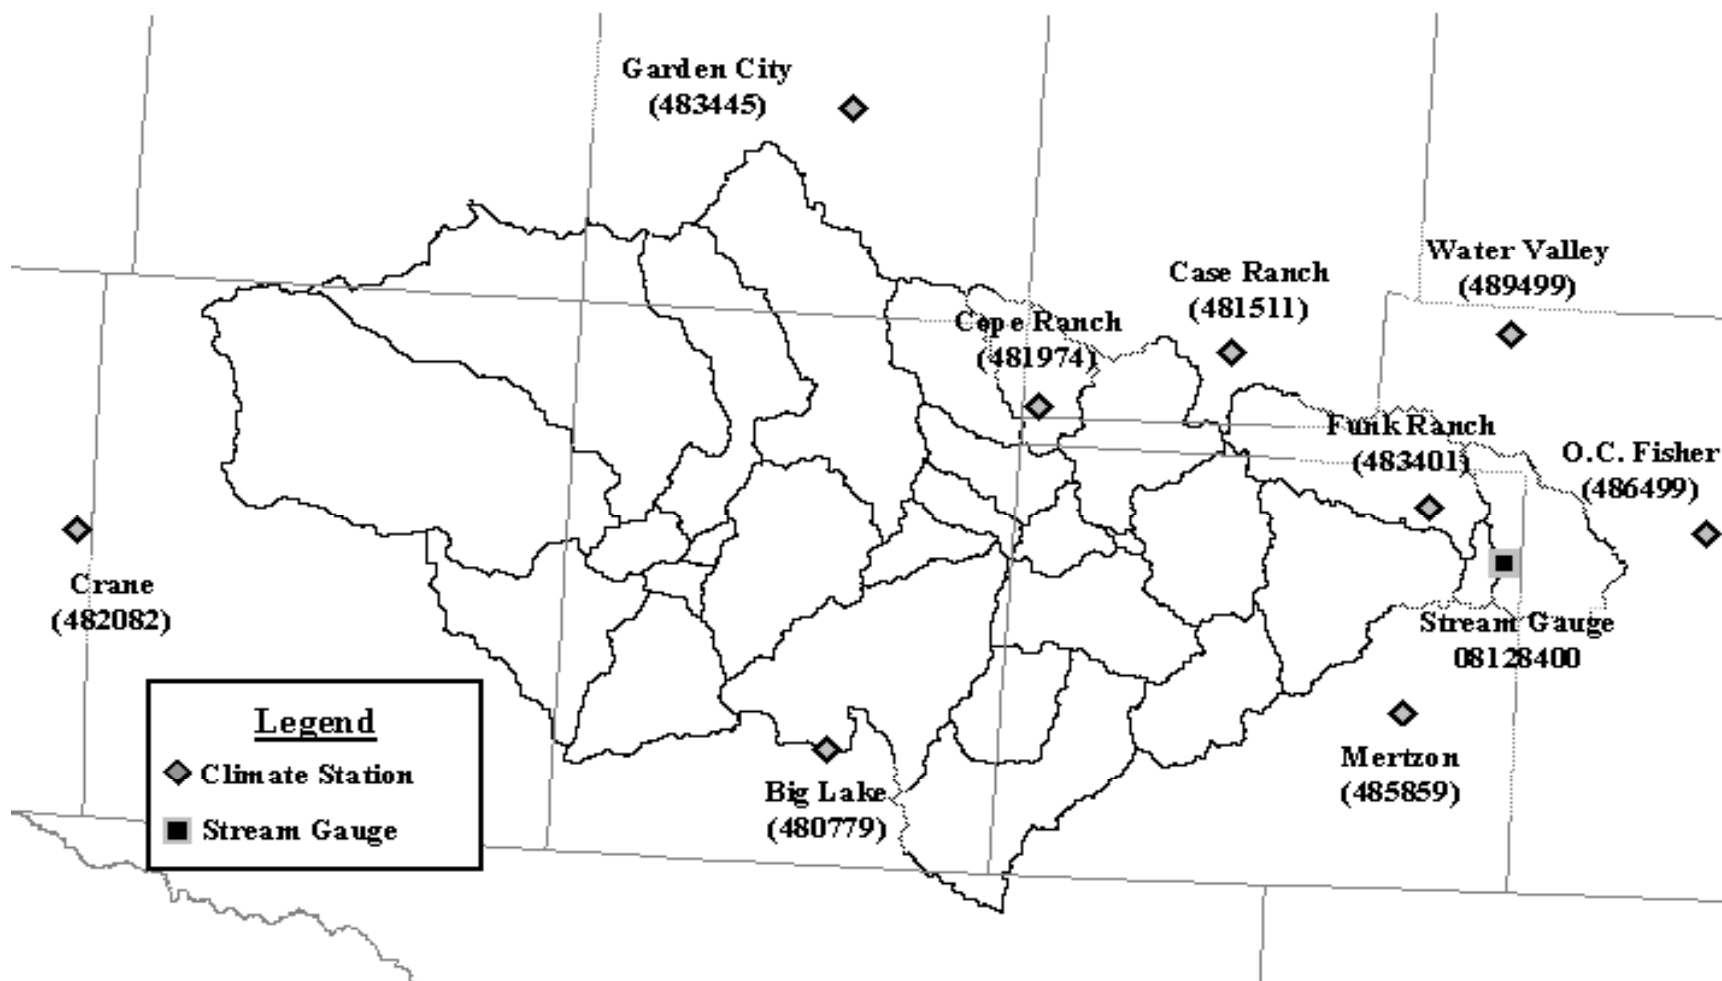 Garden City
(483445)
Water Valley
(489499)
Case Ranch
(481511)
Cope Ranch
(481974)
Funk Ranch
(483401)
O.C. Fisher
(486499)
Crane
(482082)
Stream Gauge
08128400
Legend
Climate Station
Stream Gauge
Big Lake
(480779)
Mertzon
(485859)